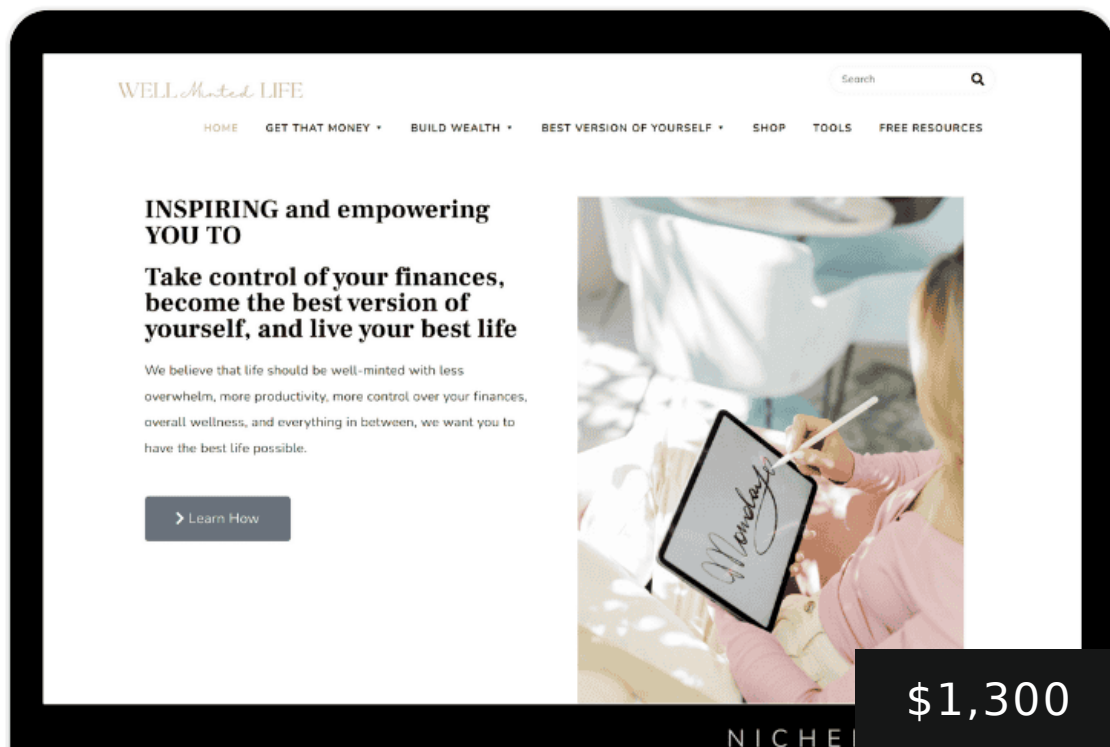 WELL Minted LIFE
Search
HOME GET THAT MONEY BUILD WEALTH BEST VERSION OF YOURSELF SHOP TOOLS FREE RESOURCES
INSPIRING and empowering
YOU TO
Take control of your finances,
become the best version of
yourself, and live your best life
We believe that life should be well-minted with less
overwhelm, more productivity, more control over your finances,
overall wellness, and everything in between, we want you to
have the best life possible.
Learn How
Mondays
$1,300